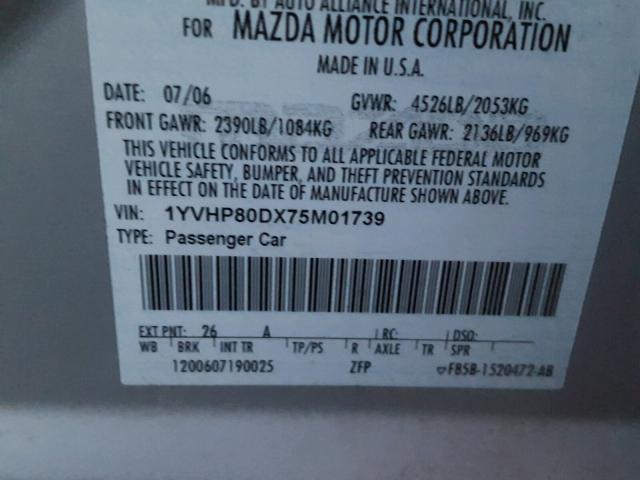 MFD. BY AUTO ALLIANCE INTERNATIONAL, INC.
FOR MAZDA MOTOR CORPORATION
MADE IN U.S.A.
DATE: 07/06 GVWR: 4526LB/2053KG
FRONT GAWR: 2390LB/1084KG REAR GAWR: 2136LB/969KG
THIS VEHICLE CONFORMS TO ALL APPLICABLE FEDERAL MOTOR
VEHICLE SAFETY, BUMPER, AND THEFT PREVENTION STANDARDS
IN EFFECT ON THE DATE OF MANUFACTURE SHOWN ABOVE.
VIN: 1YVHP80DX75M01739
TYPE: Passenger Car
EXT PNT: 26 A RC: DSO:
WB BRK INT TR TP/PS R AXLE TR SPR
1200607190025 ZFP F85B-1520472-AB